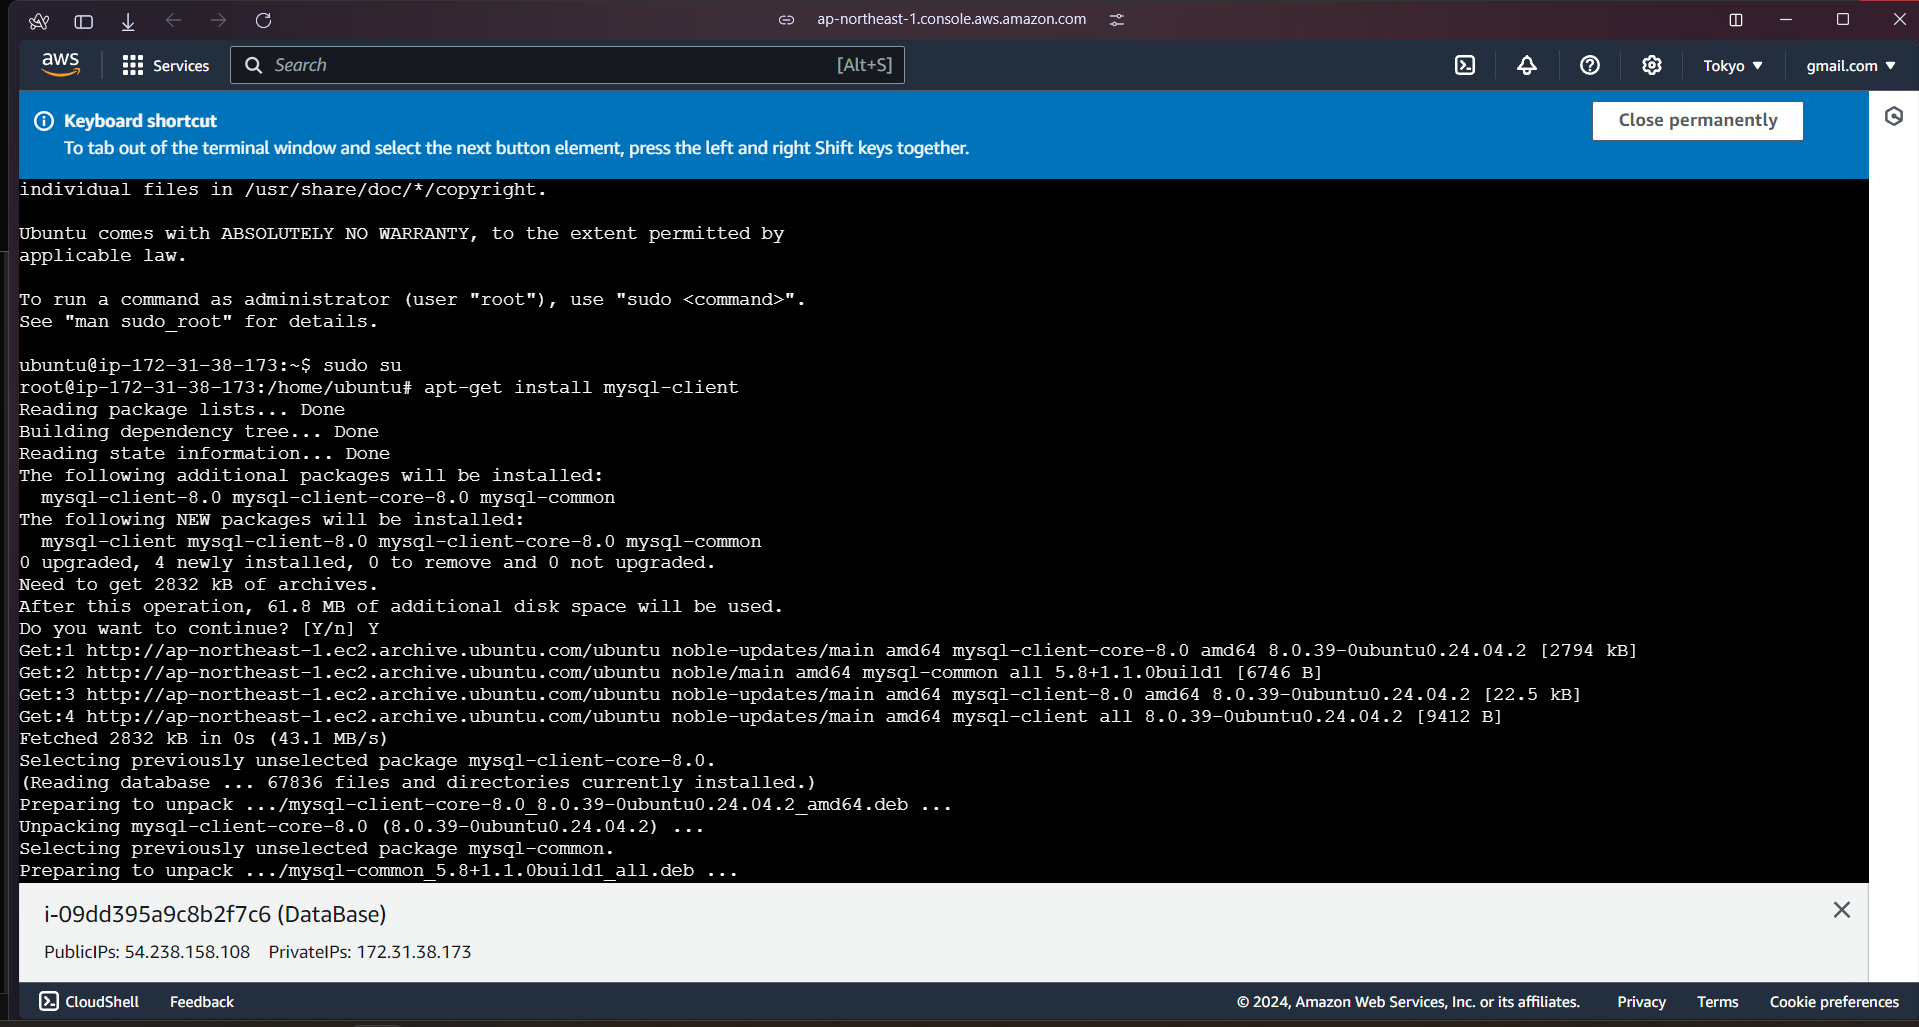 ap-northeast-1.console.aws.amazon.com
aws Services Search [Alt+S] Tokyo gmail.com
Keyboard shortcut
Close permanently
To tab out of the terminal window and select the next button element, press the left and right Shift keys together.
individual files in /usr/share/doc/*/copyright.
Ubuntu comes with ABSOLUTELY NO WARRANTY, to the extent permitted by
applicable law.
To run a command as administrator (user "root"), use "sudo <command>".
See "man sudo_root" for details.
ubuntu@ip-172-31-38-173:~$ sudo su
root@ip-172-31-38-173:/home/ubuntu# apt-get install mysql-client
Reading package lists... Done
Building dependency tree... Done
Reading state information... Done
The following additional packages will be installed:
mysql-client-8.0 mysql-client-core-8.0 mysql-common
The following NEW packages will be installed:
mysql-client mysql-client-8.0 mysql-client-core-8.0 mysql-common
0 upgraded, 4 newly installed, 0 to remove and 0 not upgraded.
Need to get 2832 kB of archives.
After this operation, 61.8 MB of additional disk space will be used.
Do you want to continue? [Y/n] Y
Get:1 http://ap-northeast-1.ec2.archive.ubuntu.com/ubuntu noble-updates/main amd64 mysql-client-core-8.0 amd64 8.0.39-0ubuntu0.24.04.2 [2794 kB]
Get:2 http://ap-northeast-1.ec2.archive.ubuntu.com/ubuntu noble/main amd64 mysql-common all 5.8+1.1.0build1 [6746 B]
Get:3 http://ap-northeast-1.ec2.archive.ubuntu.com/ubuntu noble-updates/main amd64 mysql-client-8.0 amd64 8.0.39-0ubuntu0.24.04.2 [22.5 kB]
Get:4 http://ap-northeast-1.ec2.archive.ubuntu.com/ubuntu noble-updates/main amd64 mysql-client all 8.0.39-0ubuntu0.24.04.2 [9412 B]
Fetched 2832 kB in 0s (43.1 MB/s)
Selecting previously unselected package mysql-client-core-8.0.
(Reading database ... 67836 files and directories currently installed.)
Preparing to unpack .../mysql-client-core-8.0_8.0.39-0ubuntu0.24.04.2_amd64.deb ...
Unpacking mysql-client-core-8.0 (8.0.39-0ubuntu0.24.04.2) ...
Selecting previously unselected package mysql-common.
Preparing to unpack .../mysql-common_5.8+1.1.0build1_all.deb ...
i-09dd395a9c8b2f7c6 (DataBase)
PublicIPs: 54.238.158.108 PrivateIPs: 172.31.38.173
CloudShell Feedback © 2024, Amazon Web Services, Inc. or its affiliates. Privacy Terms Cookie preferences